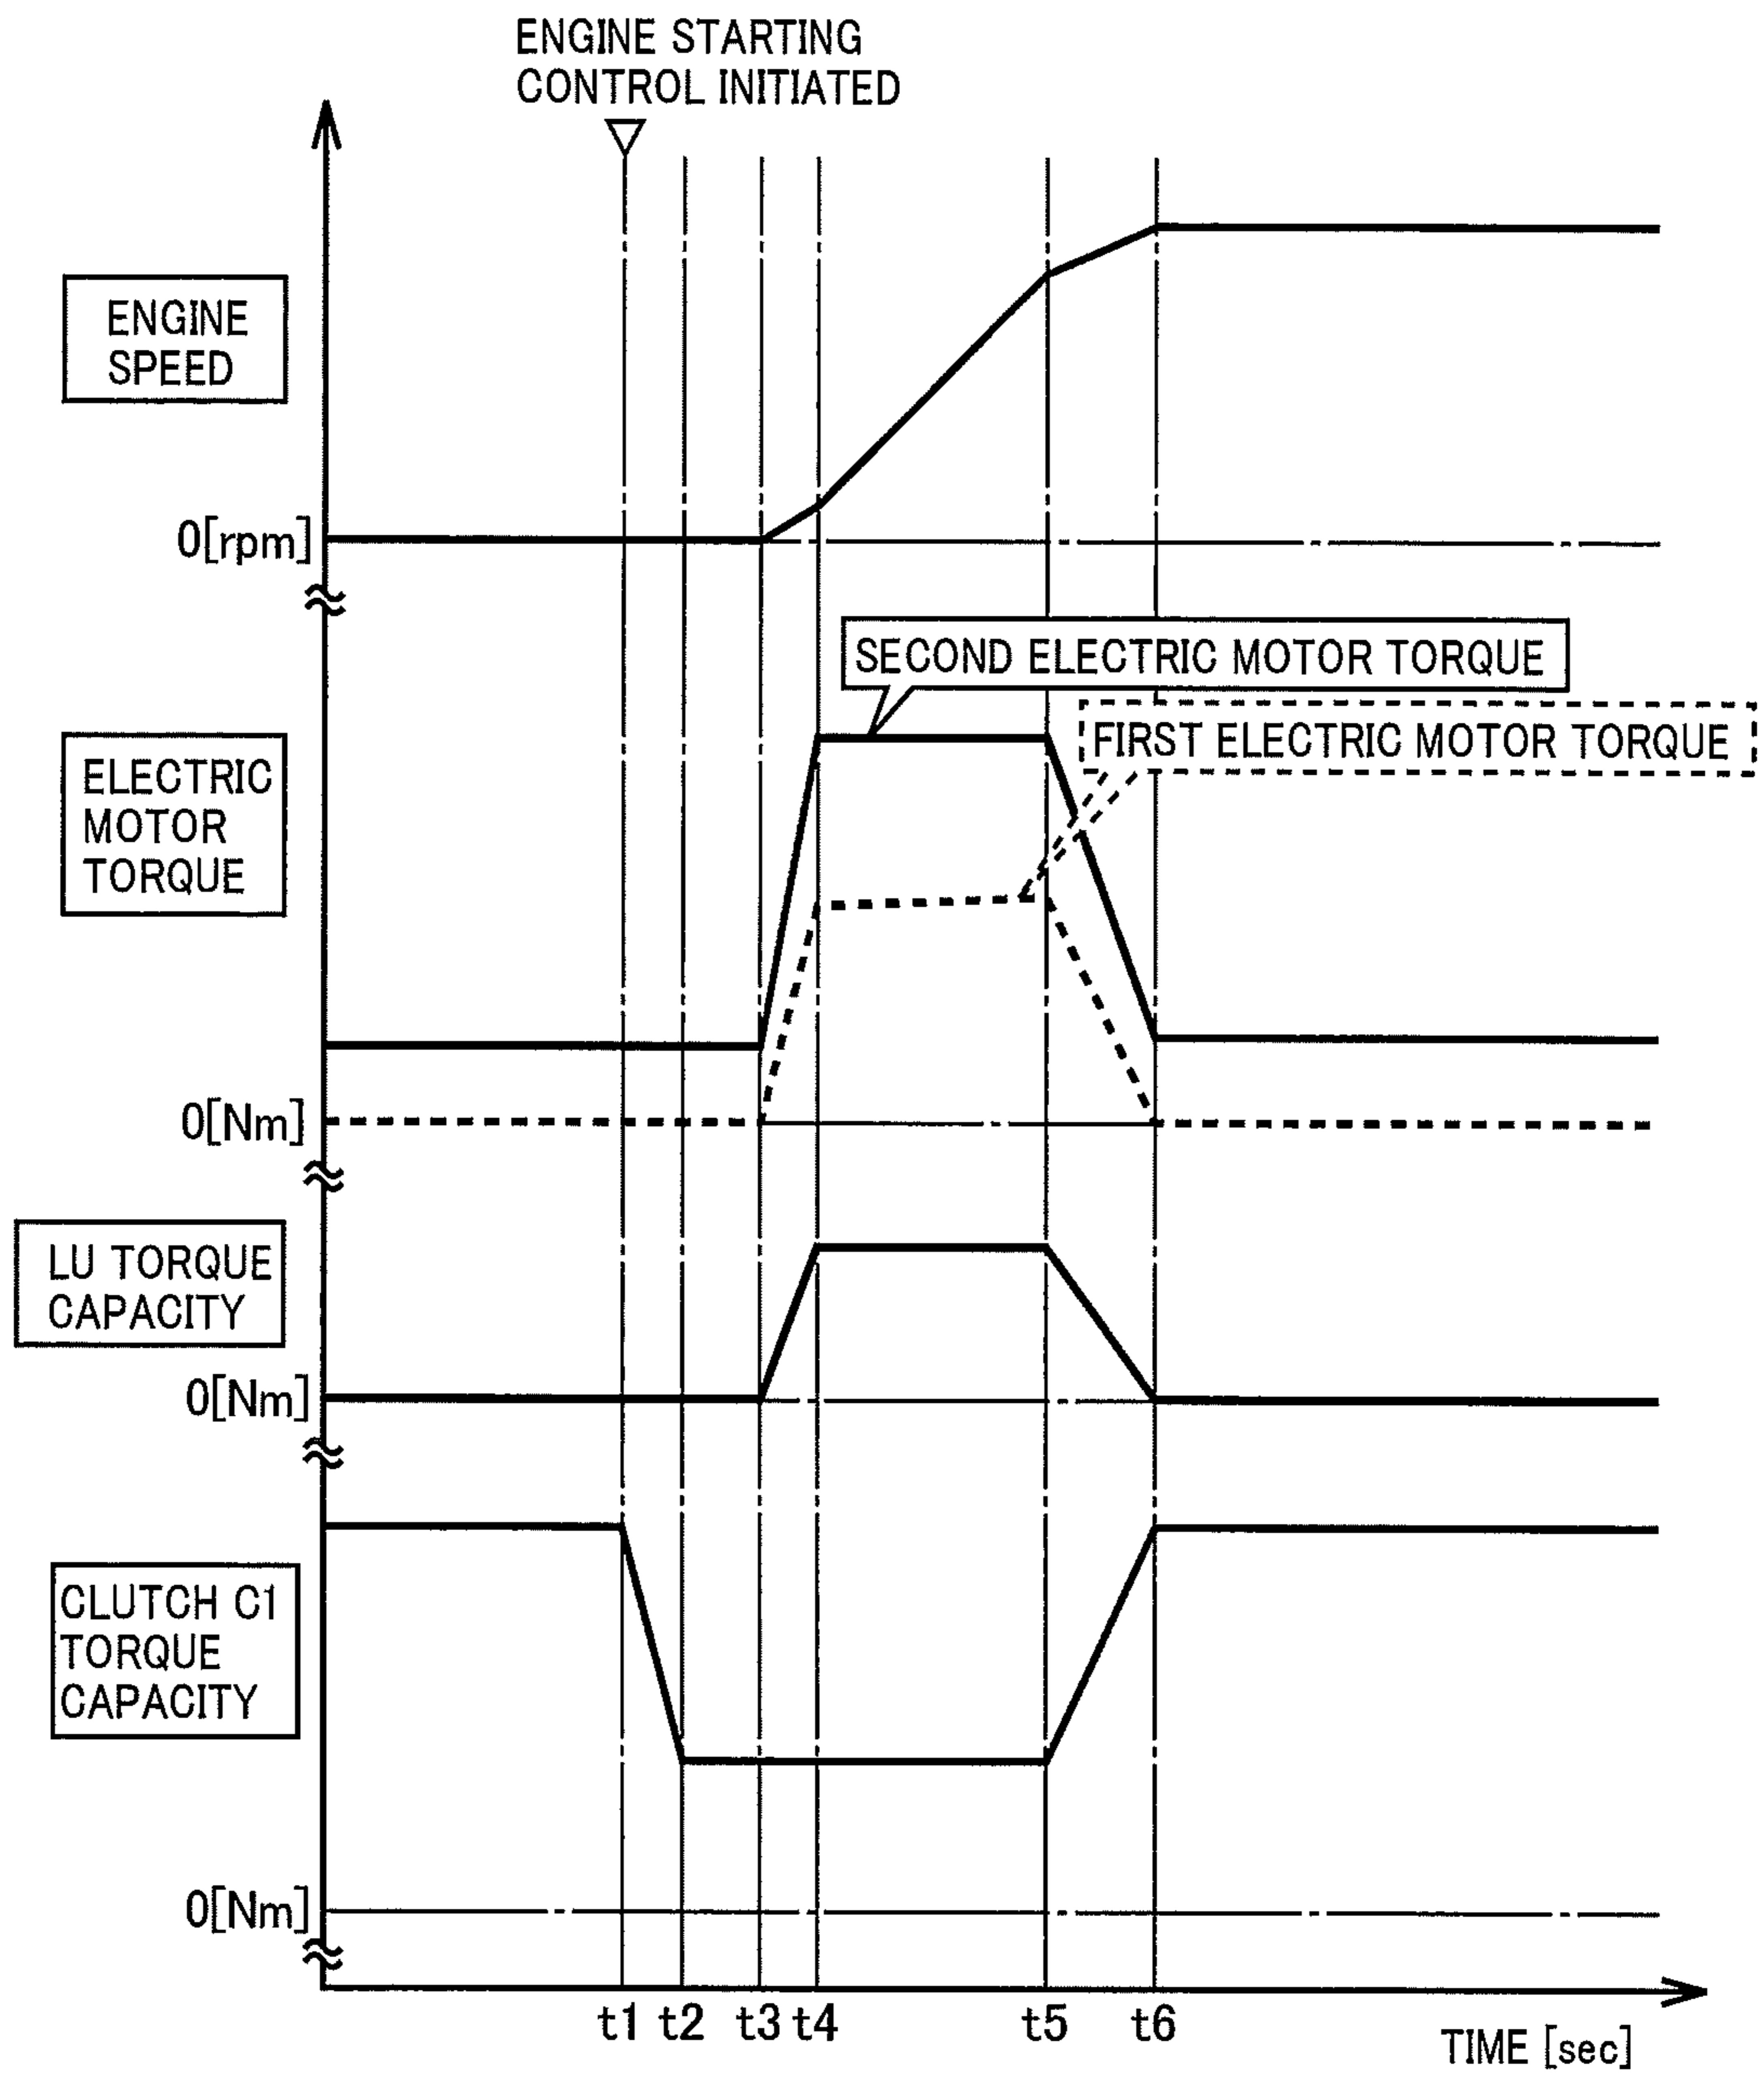 ENGINE STARTING
CONTROL INITIATED
ENGINE
SPEED
0[rpm]
SECOND ELECTRIC MOTOR TORQUE
FIRST ELECTRIC MOTOR TORQUE
ELECTRIC
MOTOR
TORQUE
0[Nm]
LU TORQUE
CAPACITY
0[Nm]
CLUTCH C1
TORQUE
CAPACITY
0[Nm]
t1 t2 t3 t4 t5 t6
TIME [sec]